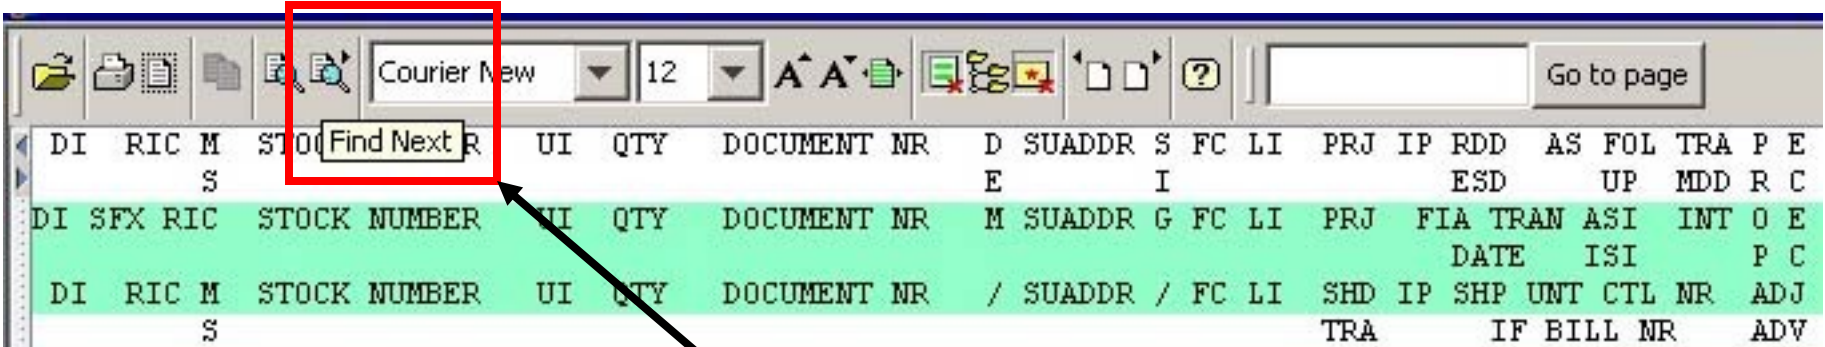 Courier New 12 A A Go to page
Find Next
DI RIC M STOCK NUMBER UI QTY DOCUMENT NR D SUADDR S FC LI PRJ IP RDD AS FOL TRA P E
S E I ESD UP MDD R C
DI SFX RIC STOCK NUMBER UI QTY DOCUMENT NR M SUADDR G FC LI PRJ FIA TRAN ASI INT O E
DATE ISI P C
DI RIC M STOCK NUMBER UI QTY DOCUMENT NR / SUADDR / FC LI SHD IP SHP UNT CTL NR ADJ
S TRA IF BILL NR ADV